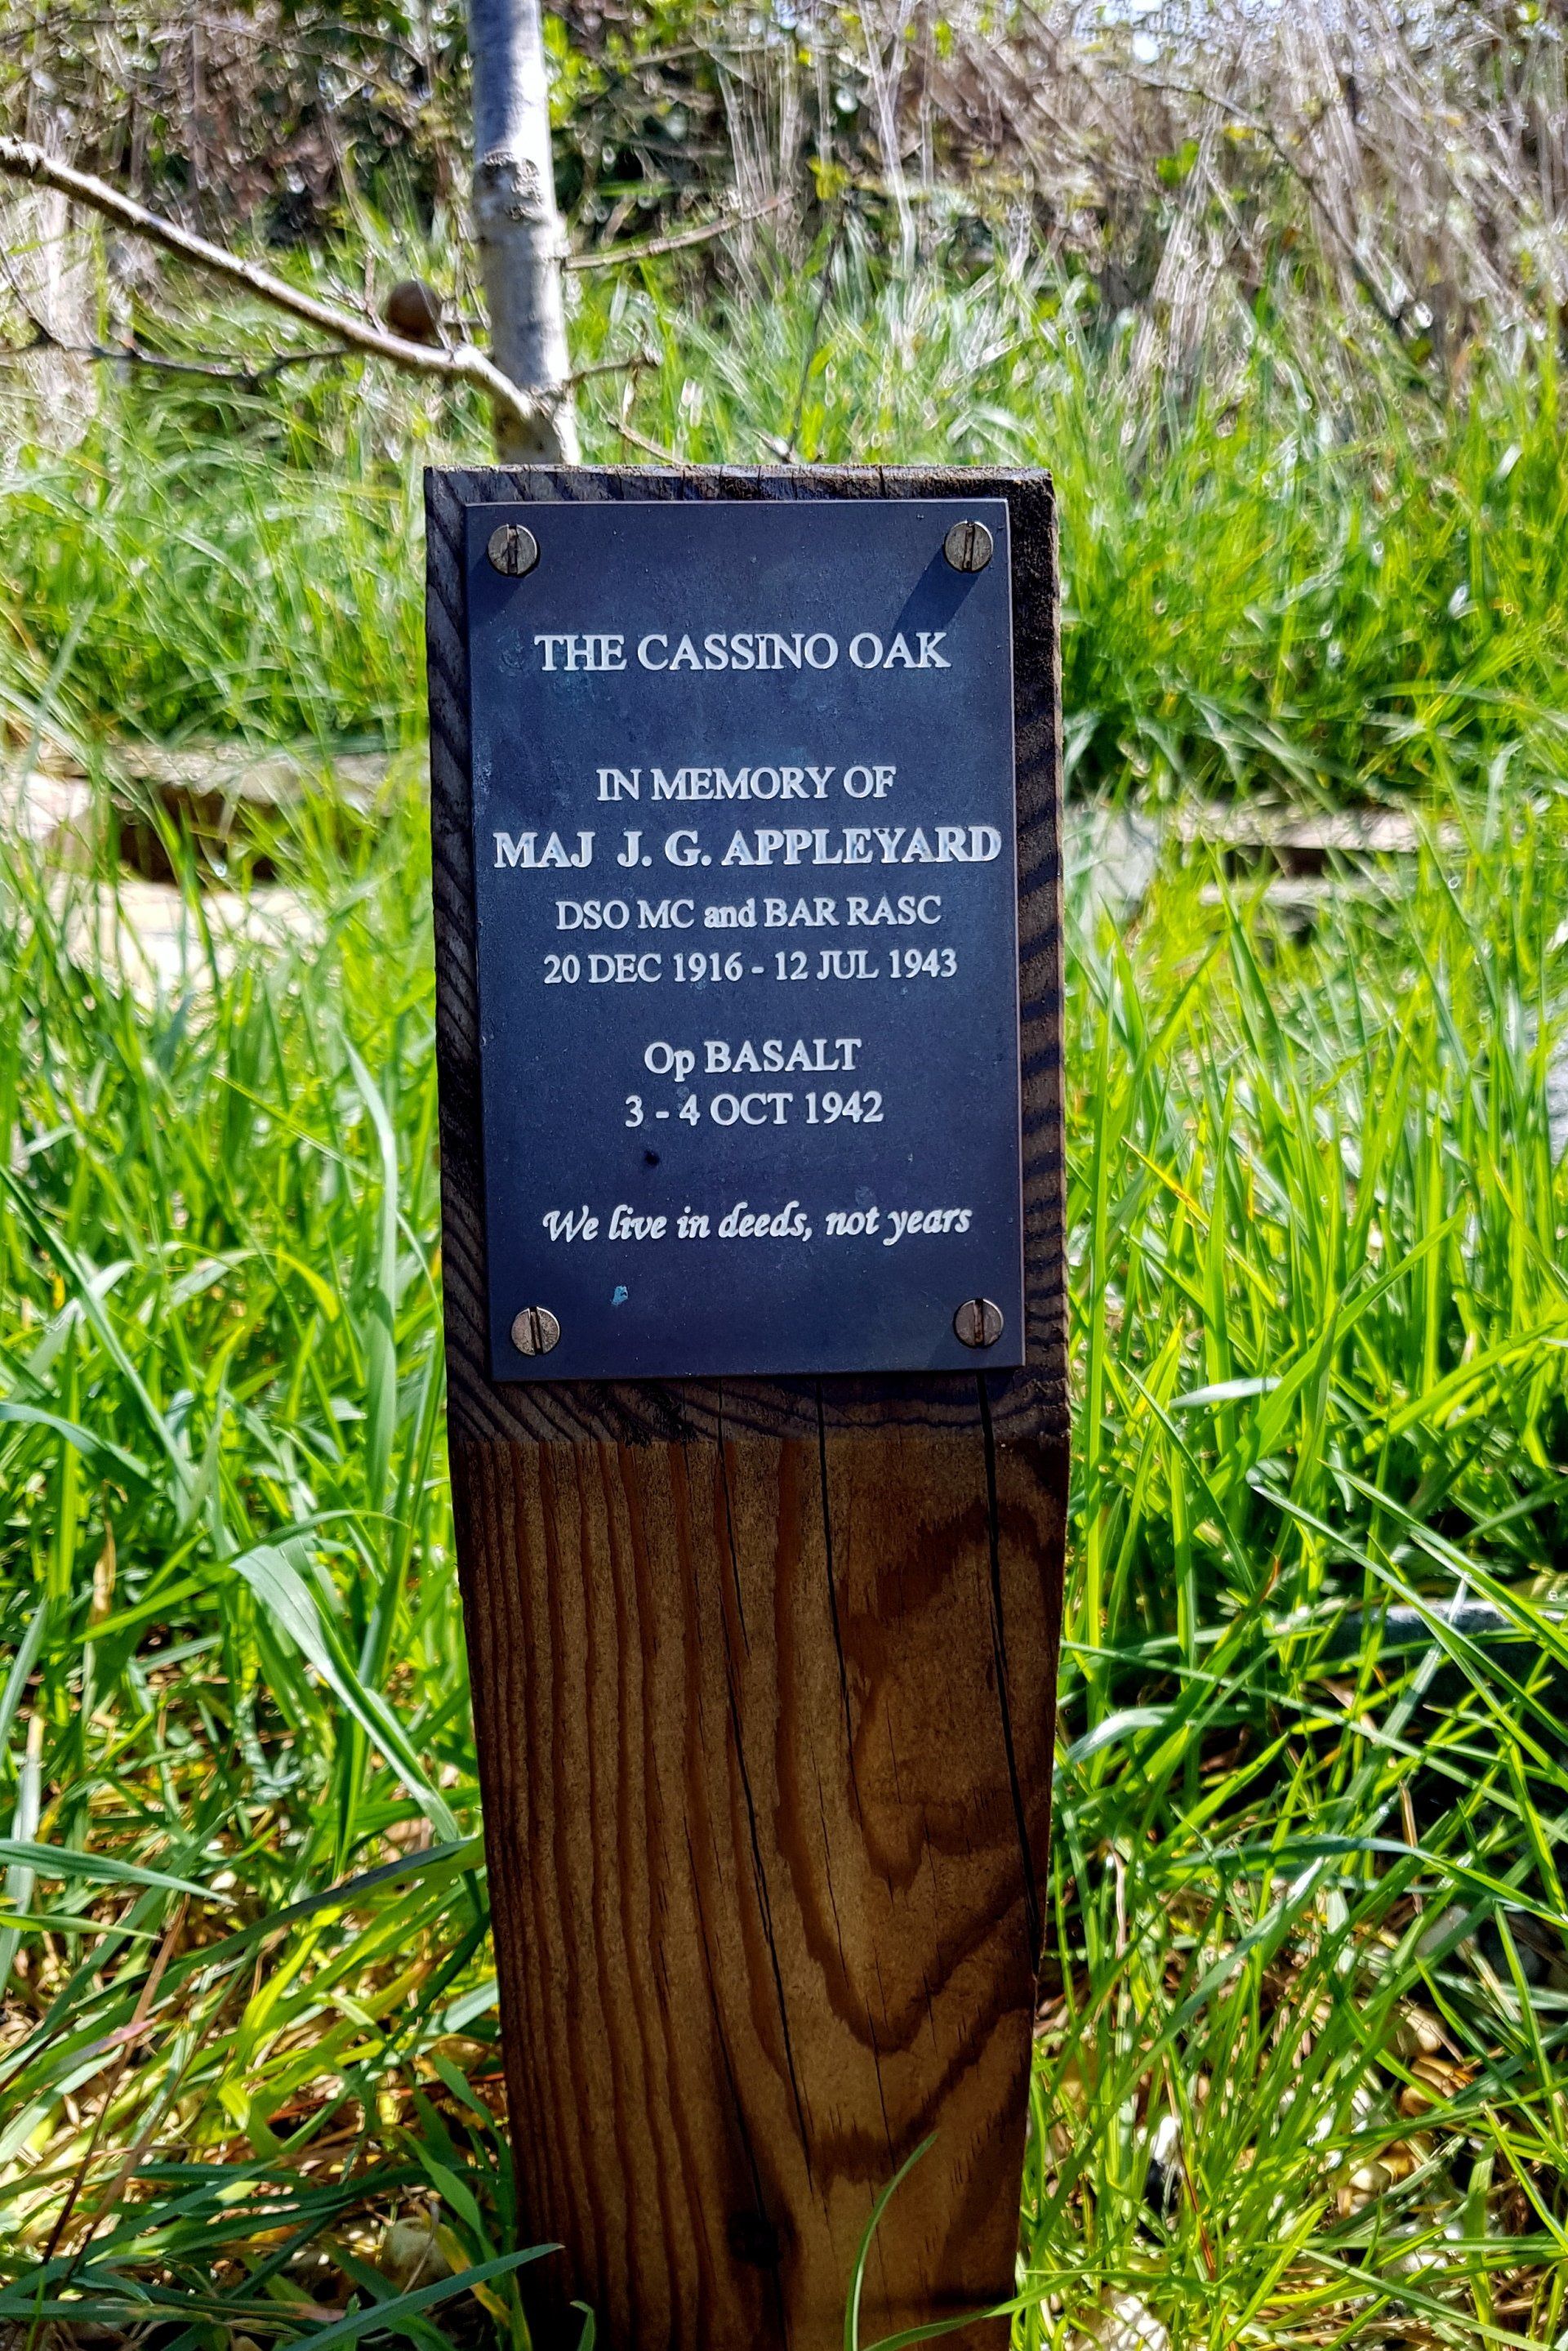 THE CASSINO OAK
IN MEMORY OF
MAJ J. G. APPLEYARD
DSO MC and BAR RASC
20 DEC 1916 - 12 JUL 1943
Op BASALT
3 - 4 OCT 1942
We live in deeds, not years